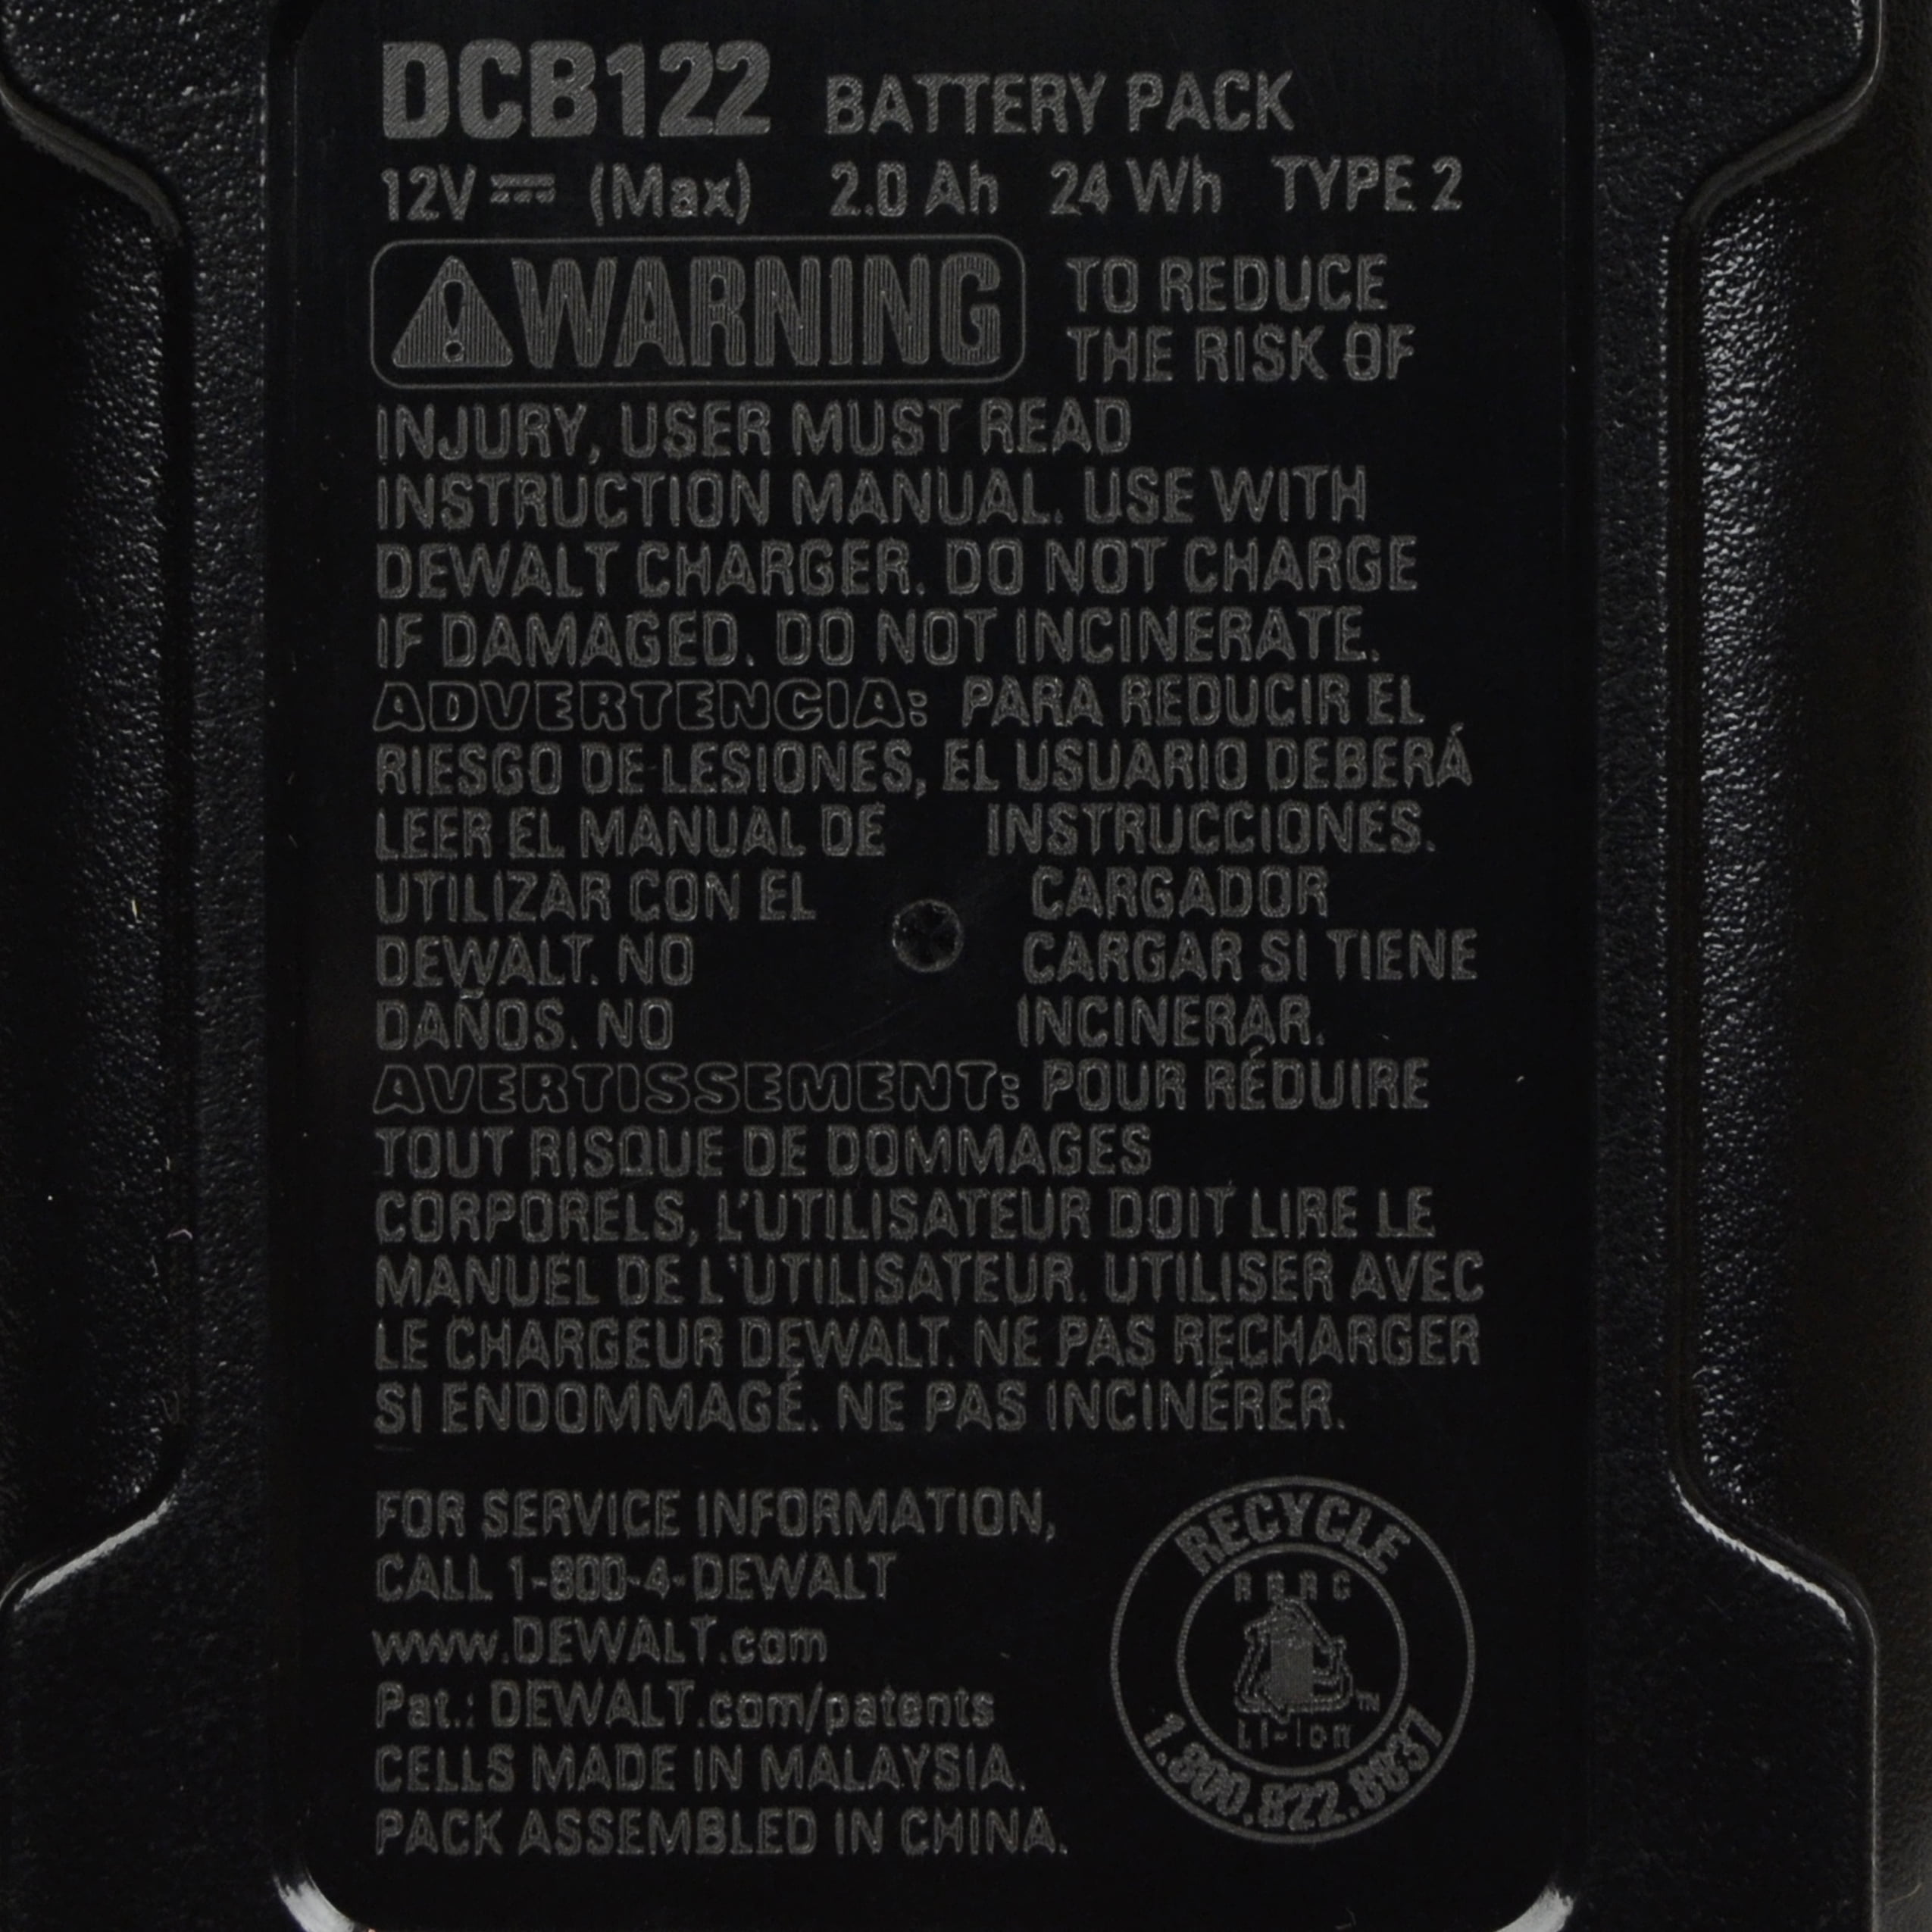 DCB122 BATTERY PACK
12V ⎓ (Max) 2.0 Ah 24 Wh TYPE 2
WARNING TO REDUCE
THE RISK OF
INJURY, USER MUST READ
INSTRUCTION MANUAL. USE WITH
DEWALT CHARGER. DO NOT CHARGE
IF DAMAGED. DO NOT INCINERATE.
ADVERTENCIA: PARA REDUCIR EL
RIESGO DE LESIONES, EL USUARIO DEBERÁ
LEER EL MANUAL DE INSTRUCCIONES.
UTILIZAR CON EL CARGADOR
DEWALT. NO CARGAR SI TIENE
DAÑOS. NO INCINERAR.
AVERTISSEMENT: POUR RÉDUIRE
TOUT RISQUE DE DOMMAGES
CORPORELS, L'UTILISATEUR DOIT LIRE LE
MANUEL DE L'UTILISATEUR. UTILISER AVEC
LE CHARGEUR DEWALT. NE PAS RECHARGER
SI ENDOMMAGÉ. NE PAS INCINÉRER.
FOR SERVICE INFORMATION,
CALL 1-800-4-DEWALT
www.DEWALT.com
Pat.: DEWALT.com/patents
CELLS MADE IN MALAYSIA.
PACK ASSEMBLED IN CHINA.
RECYCLE
RBRC
TM
Li-ion
1.800.822.8837